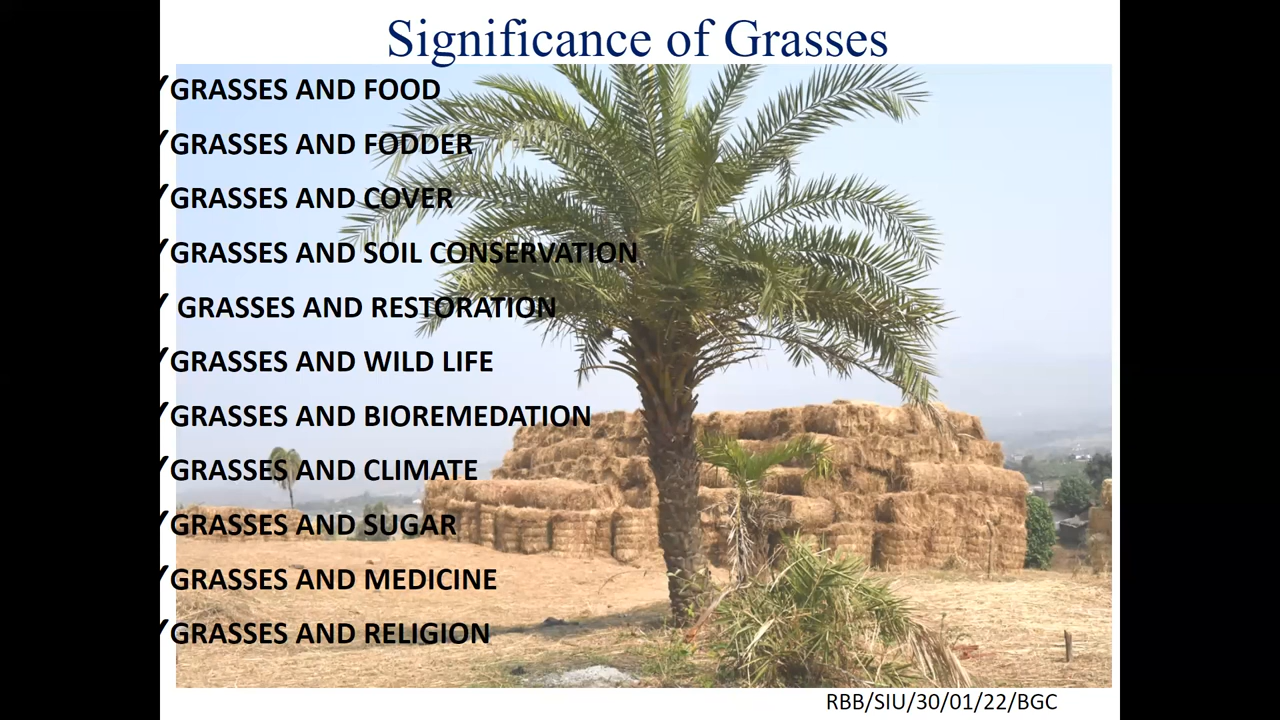 Significance of Grasses
✓GRASSES AND FOOD
✓GRASSES AND FODDER
✓GRASSES AND COVER
✓GRASSES AND SOIL CONSERVATION
✓ GRASSES AND RESTORATION
✓GRASSES AND WILD LIFE
✓GRASSES AND BIOREMEDATION
✓GRASSES AND CLIMATE
✓GRASSES AND SUGAR
✓GRASSES AND MEDICINE
✓GRASSES AND RELIGION
RBB/SIU/30/01/22/BGC